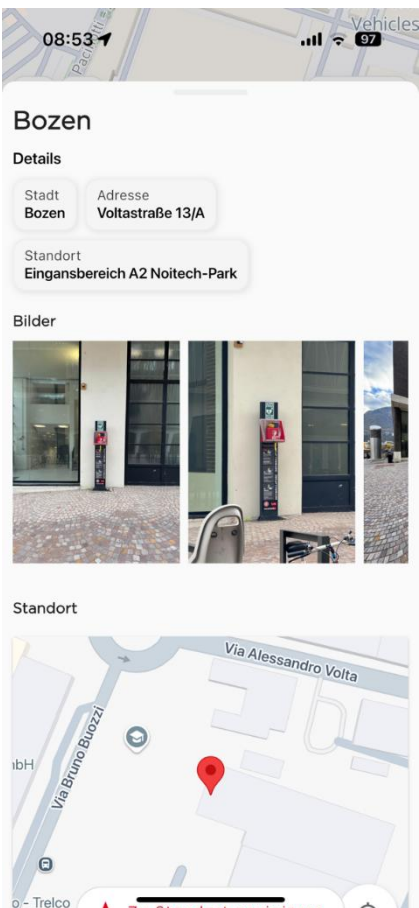 Vehicles
08:53
97
Pacinotti
Bozen
Details
Stadt
Bozen
Adresse
Voltastraße 13/A
Standort
Eingansbereich A2 Noitech-Park
Bilder
Standort
Via Alessandro Volta
Via Bruno Buozzi
bH
o - Trelco